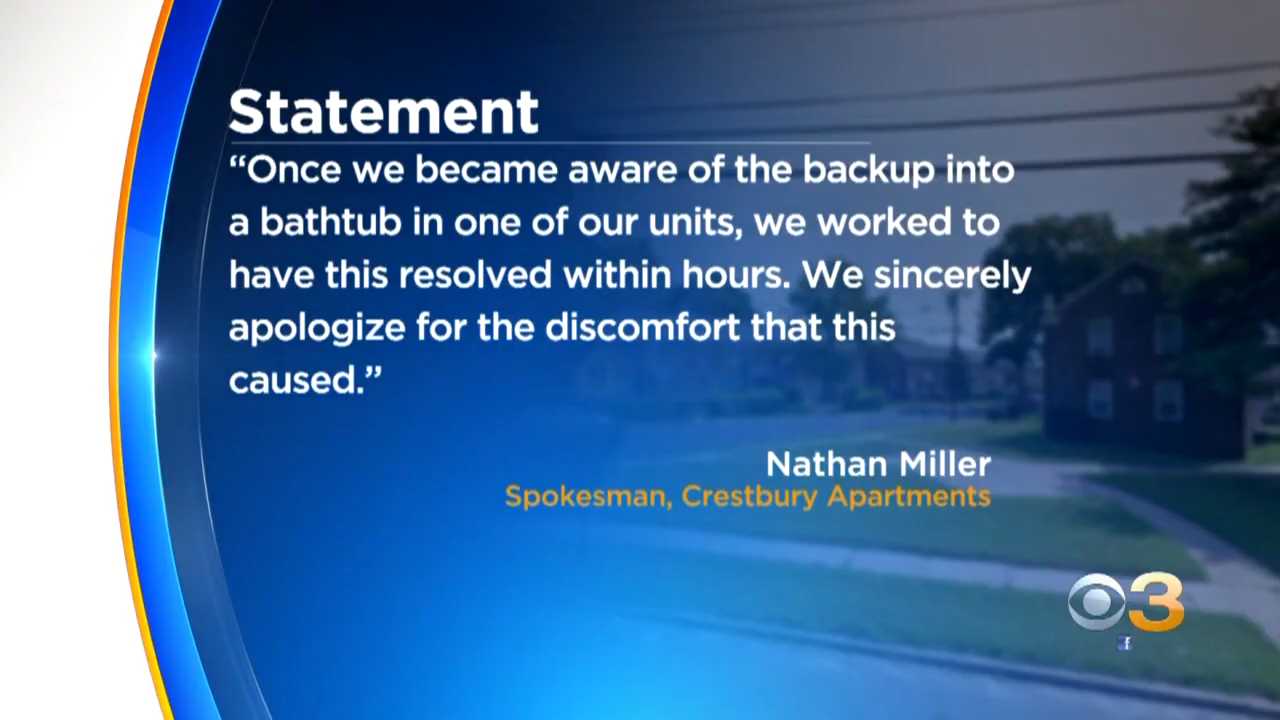 Statement
“Once we became aware of the backup into
a bathtub in one of our units, we worked to
have this resolved within hours. We sincerely
apologize for the discomfort that this
caused.”
Nathan Miller
Spokesman, Crestbury Apartments
3
f